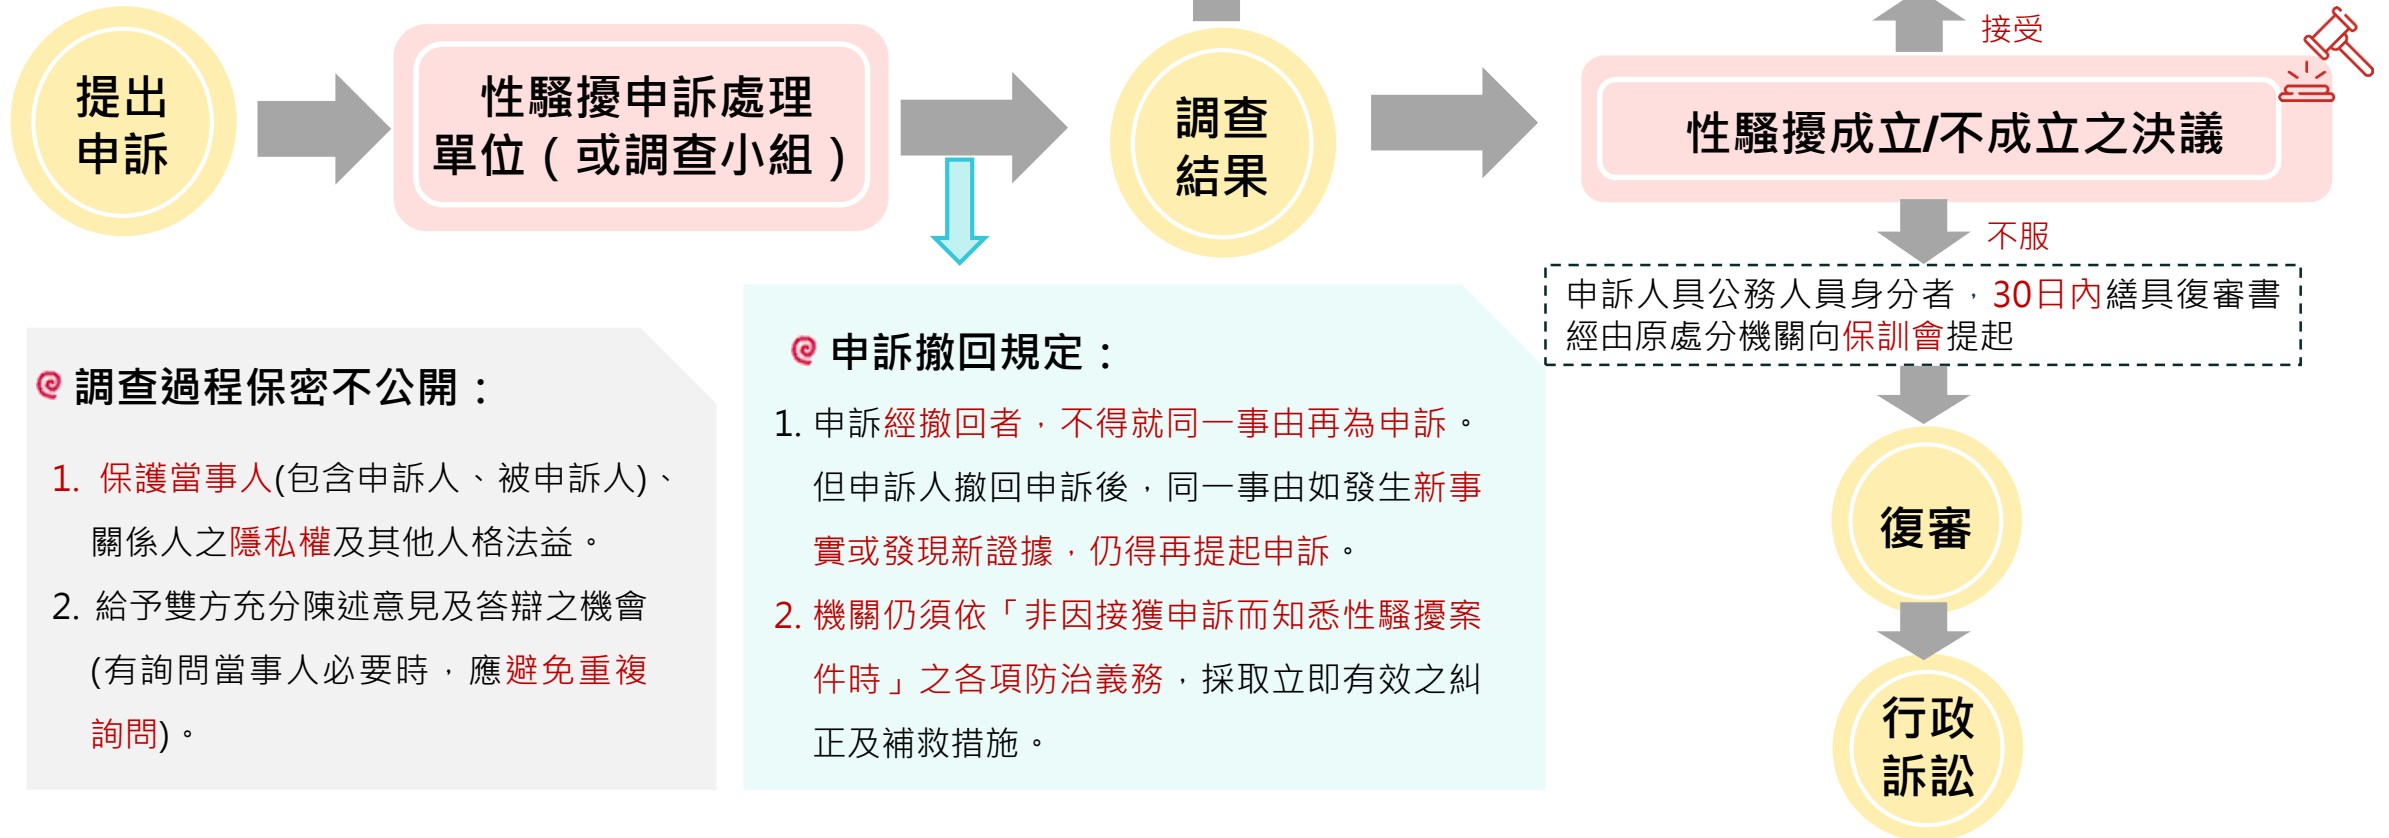 提出
申訴
性騷擾申訴處理
單位（或調查小組）
調查
結果
接受
性騷擾成立/不成立之決議
不服
申訴人具公務人員身分者，30日內繕具復審書
經由原處分機關向保訓會提起
復審
行政
訴訟
調查過程保密不公開：
1. 保護當事人(包含申訴人、被申訴人)、
關係人之隱私權及其他人格法益。
2. 給予雙方充分陳述意見及答辯之機會
(有詢問當事人必要時，應避免重複
詢問)。
申訴撤回規定：
1. 申訴經撤回者，不得就同一事由再為申訴。
但申訴人撤回申訴後，同一事由如發生新事
實或發現新證據，仍得再提起申訴。
2. 機關仍須依「非因接獲申訴而知悉性騷擾案
件時」之各項防治義務，採取立即有效之糾
正及補救措施。